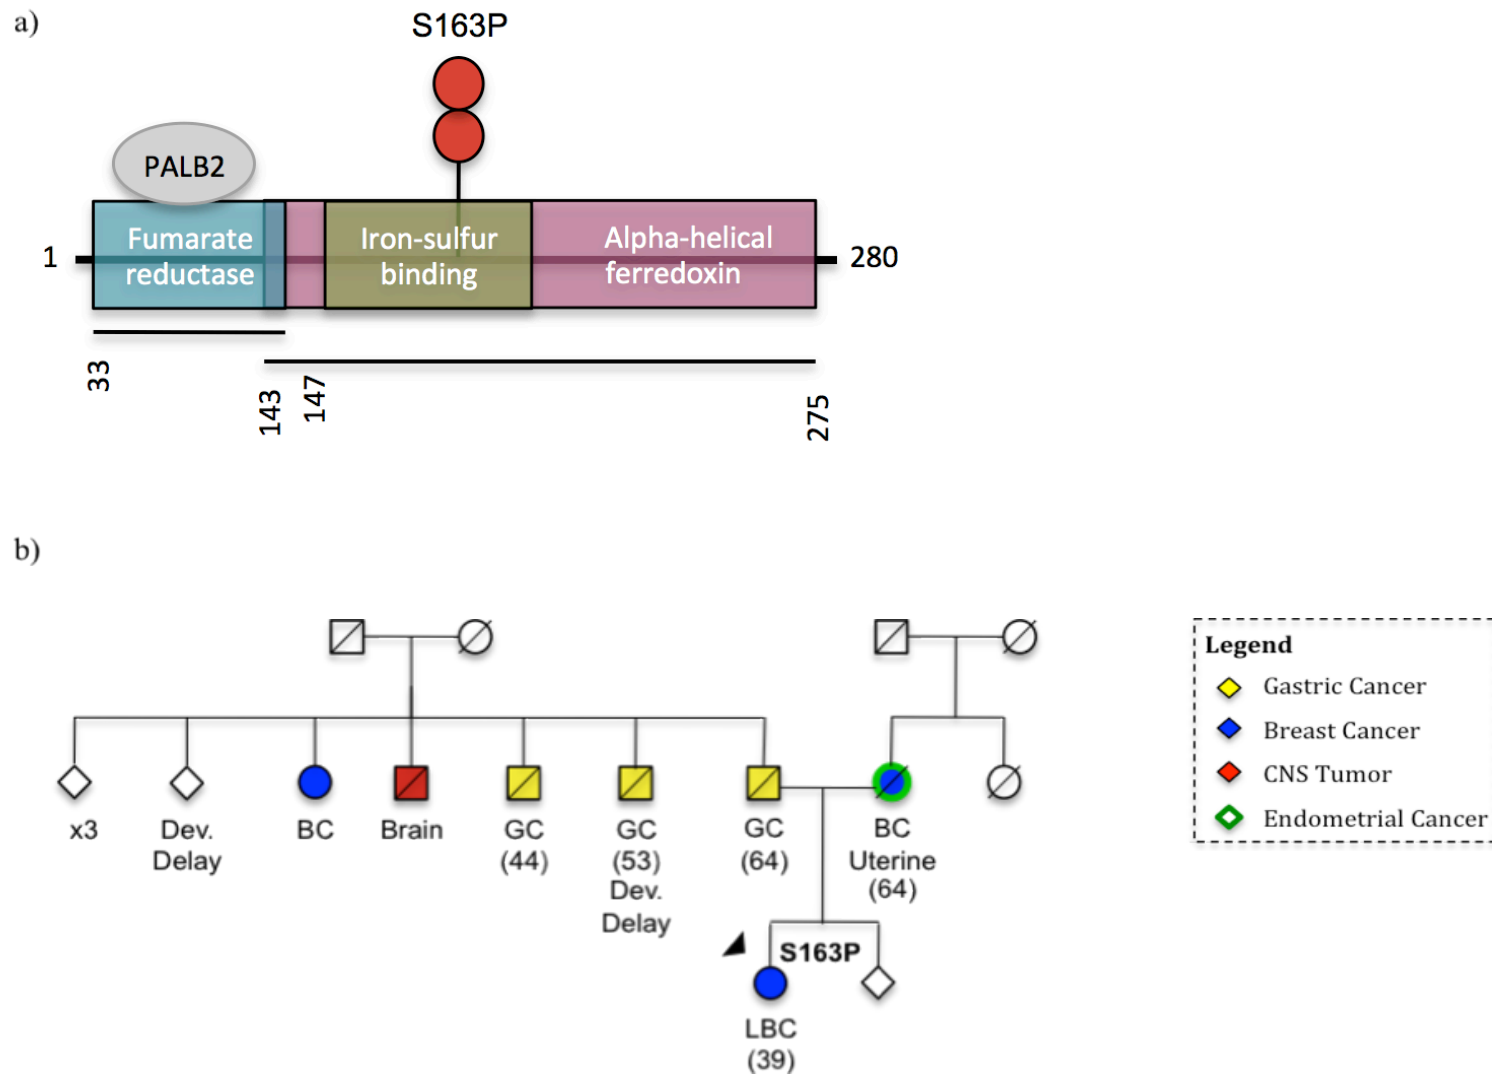 a)
S163P
PALB2
Fumarate
reductase
Iron-sulfur
binding
Alpha-helical
ferredoxin
1
280
33
143
147
275
b)
x3
Dev.
Delay
BC
Brain
GC
(44)
GC
(53)
Dev.
Delay
GC
(64)
BC
Uterine
(64)
S163P
LBC
(39)
Legend
Gastric Cancer
Breast Cancer
CNS Tumor
Endometrial Cancer